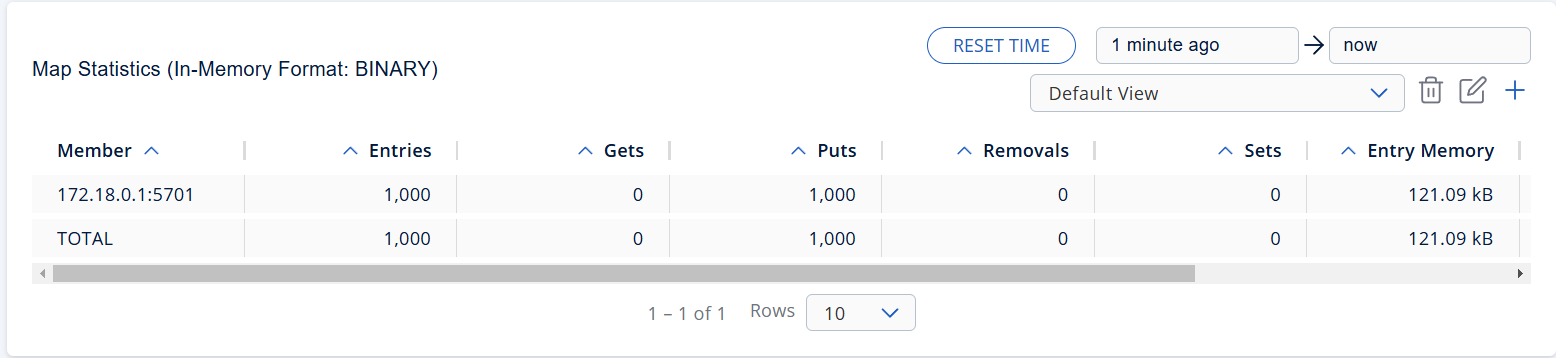 RESET TIME 1 minute ago now
Map Statistics (In-Memory Format: BINARY)
Default View
Member Entries Gets Puts Removals Sets Entry Memory
172.18.0.1:5701 1,000 0 1,000 0 0 121.09 kB
TOTAL 1,000 0 1,000 0 0 121.09 kB
1 – 1 of 1 Rows 10